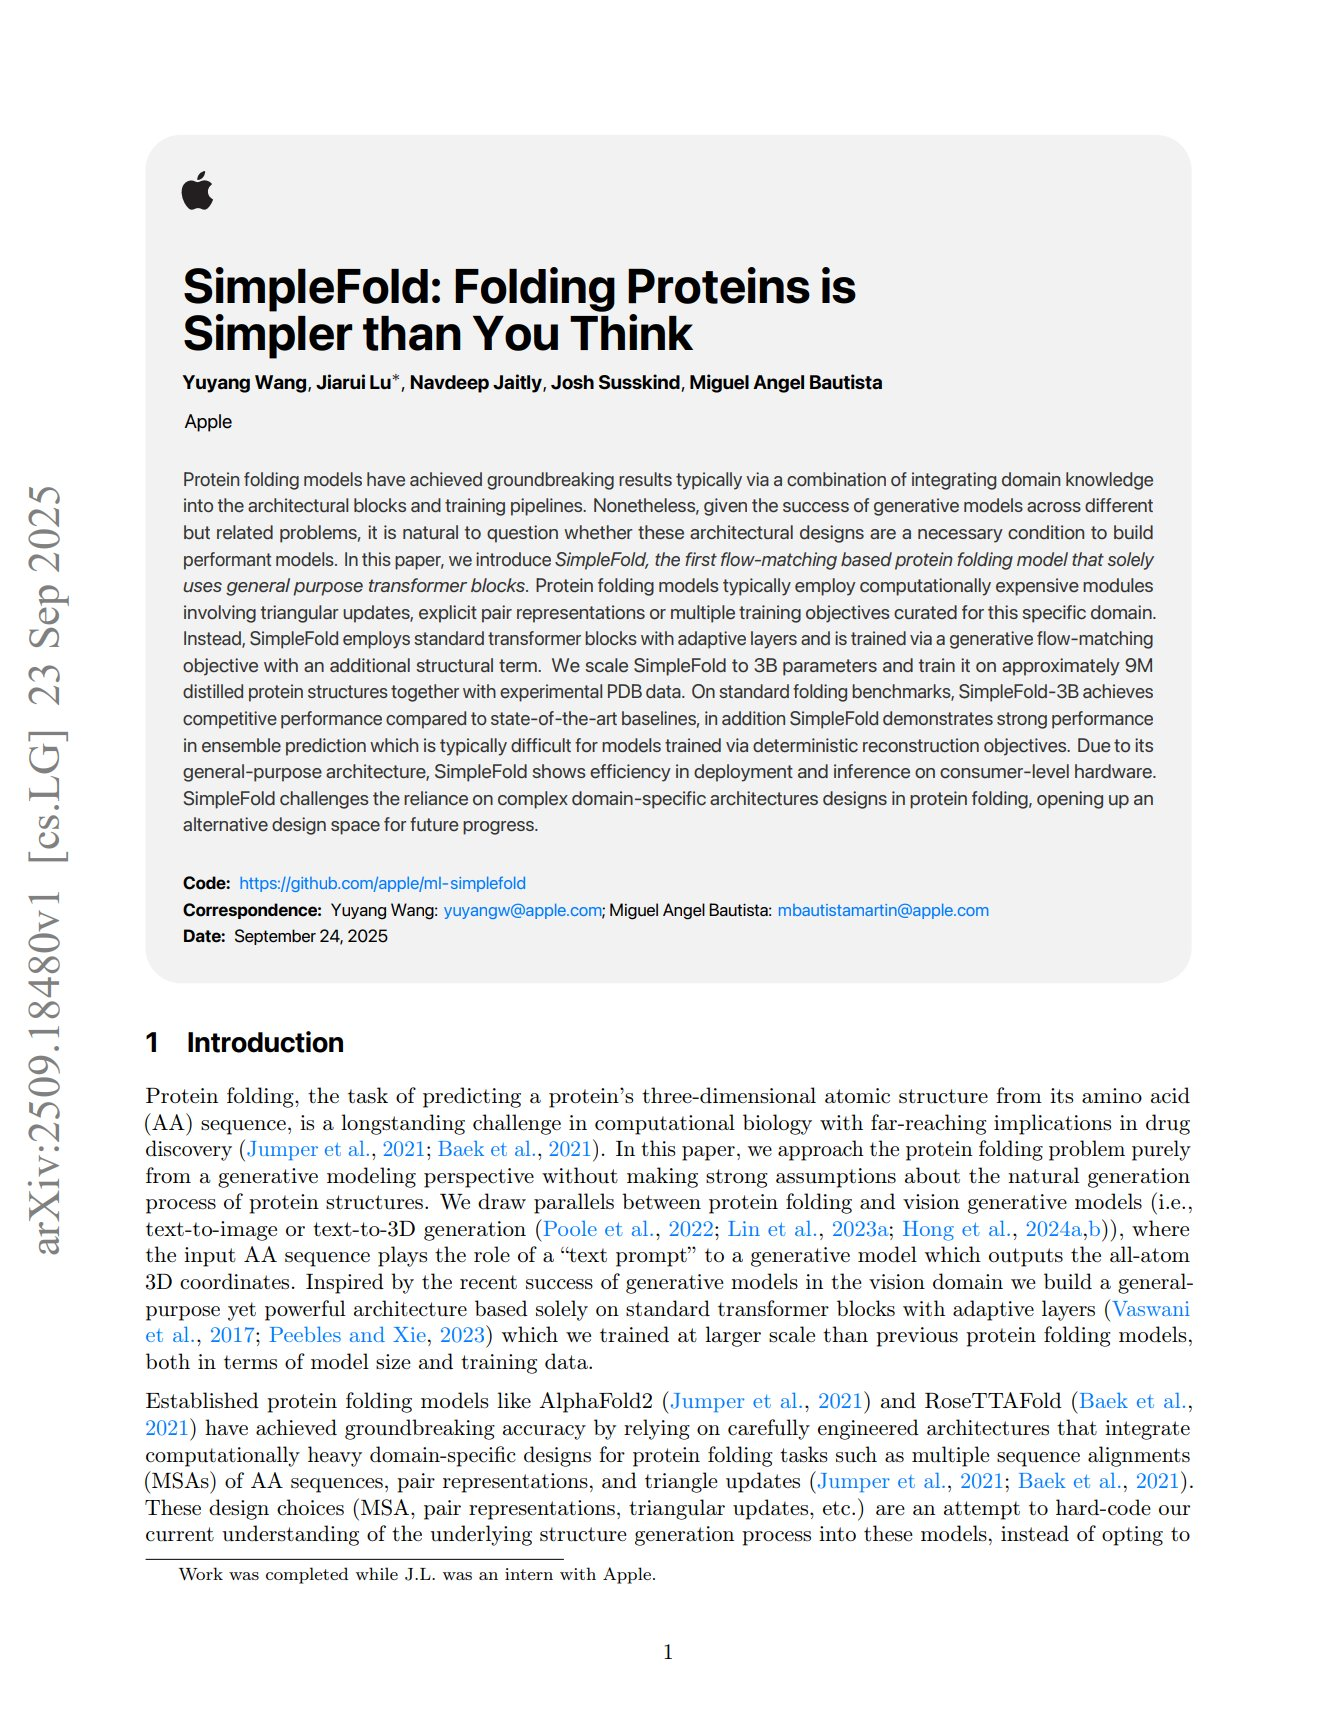 arXiv:2509.18480v1 [cs.LG] 23 Sep 2025
SimpleFold: Folding Proteins is
Simpler than You Think
Yuyang Wang, Jiarui Lu*, Navdeep Jaitly, Josh Susskind, Miguel Angel Bautista
Apple
Protein folding models have achieved groundbreaking results typically via a combination of integrating domain knowledge
into the architectural blocks and training pipelines. Nonetheless, given the success of generative models across different
but related problems, it is natural to question whether these architectural designs are a necessary condition to build
performant models. In this paper, we introduce SimpleFold, the first flow-matching based protein folding model that solely
uses general purpose transformer blocks. Protein folding models typically employ computationally expensive modules
involving triangular updates, explicit pair representations or multiple training objectives curated for this specific domain.
Instead, SimpleFold employs standard transformer blocks with adaptive layers and is trained via a generative flow-matching
objective with an additional structural term. We scale SimpleFold to 3B parameters and train it on approximately 9M
distilled protein structures together with experimental PDB data. On standard folding benchmarks, SimpleFold-3B achieves
competitive performance compared to state-of-the-art baselines, in addition SimpleFold demonstrates strong performance
in ensemble prediction which is typically difficult for models trained via deterministic reconstruction objectives. Due to its
general-purpose architecture, SimpleFold shows efficiency in deployment and inference on consumer-level hardware.
SimpleFold challenges the reliance on complex domain-specific architectures designs in protein folding, opening up an
alternative design space for future progress.
Code: https://github.com/apple/ml-simplefold
Correspondence: Yuyang Wang: yuyangw@apple.com; Miguel Angel Bautista: mbautistamartin@apple.com
Date: September 24, 2025
1 Introduction
Protein folding, the task of predicting a protein's three-dimensional atomic structure from its amino acid
(AA) sequence, is a longstanding challenge in computational biology with far-reaching implications in drug
discovery (Jumper et al., 2021; Baek et al., 2021). In this paper, we approach the protein folding problem purely
from a generative modeling perspective without making strong assumptions about the natural generation
process of protein structures. We draw parallels between protein folding and vision generative models (i.e.,
text-to-image or text-to-3D generation (Poole et al., 2022; Lin et al., 2023a; Hong et al., 2024a,b)), where
the input AA sequence plays the role of a “text prompt” to a generative model which outputs the all-atom
3D coordinates. Inspired by the recent success of generative models in the vision domain we build a general-
purpose yet powerful architecture based solely on standard transformer blocks with adaptive layers (Vaswani
et al., 2017; Peebles and Xie, 2023) which we trained at larger scale than previous protein folding models,
both in terms of model size and training data.
Established protein folding models like AlphaFold2 (Jumper et al., 2021) and RoseTTAFold (Baek et al.,
2021) have achieved groundbreaking accuracy by relying on carefully engineered architectures that integrate
computationally heavy domain-specific designs for protein folding tasks such as multiple sequence alignments
(MSAs) of AA sequences, pair representations, and triangle updates (Jumper et al., 2021; Baek et al., 2021).
These design choices (MSA, pair representations, triangular updates, etc.) are an attempt to hard-code our
current understanding of the underlying structure generation process into these models, instead of opting to
Work was completed while J.L. was an intern with Apple.
1